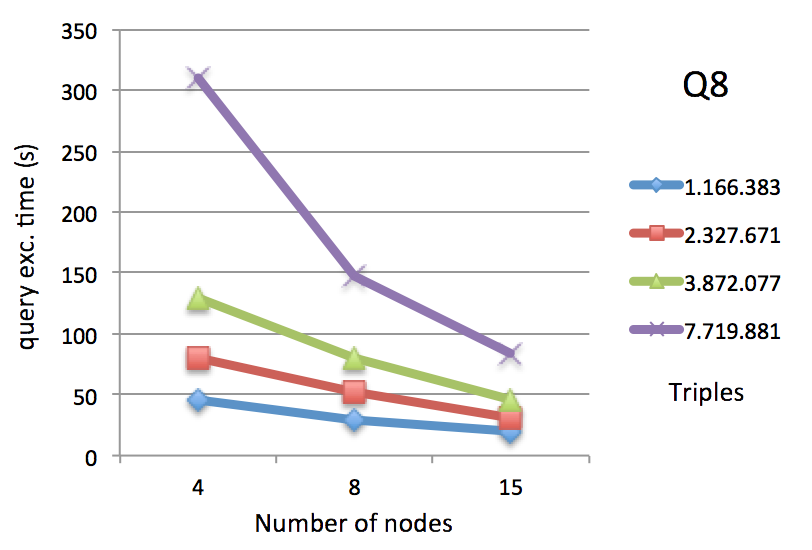 350
300
250
200
150
100
50
0
query exc. time (s)
4 8 15
Number of nodes
Q8
1.166.383
2.327.671
3.872.077
7.719.881
Triples